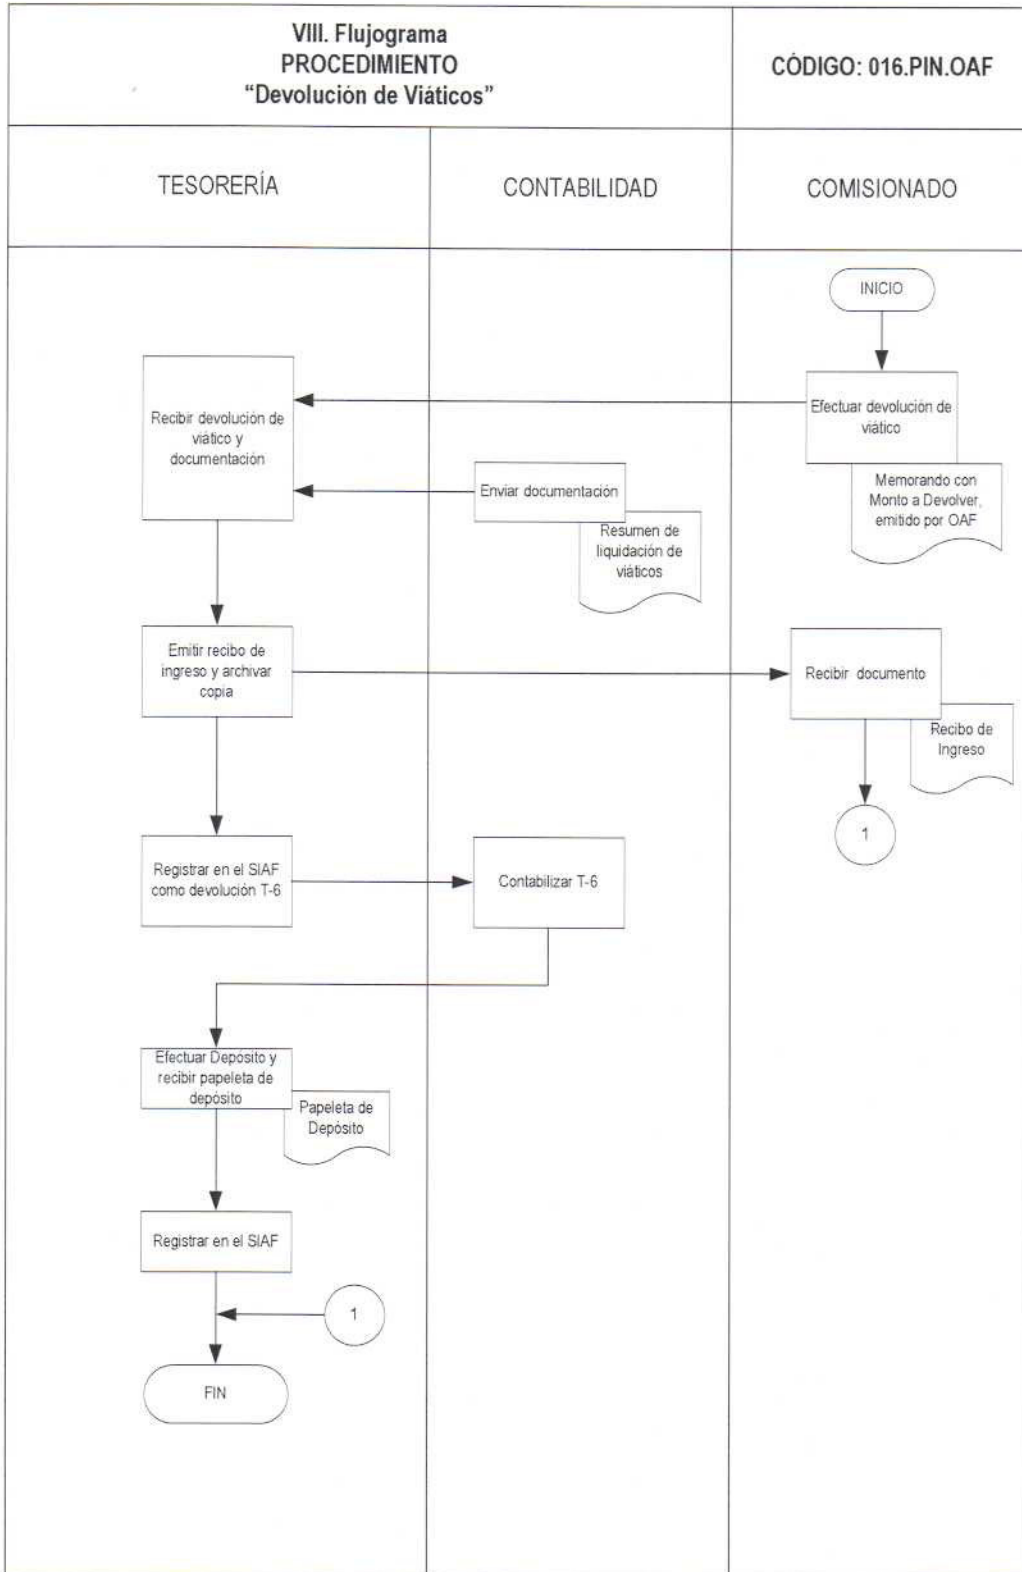 VIII. Flujograma
PROCEDIMIENTO
“Devolución de Viáticos”
CÓDIGO: 016.PIN.OAF
TESORERÍA
CONTABILIDAD
COMISIONADO
INICIO
Efectuar devolución de
viático
Memorando con
Monto a Devolver,
emitido por OAF
Recibir devolución de
viático y
documentación
Enviar documentación
Resumen de
liquidación de
viáticos
Emitir recibo de
ingreso y archivar
copia
Recibir documento
Recibo de
Ingreso
1
Registrar en el SIAF
como devolución T-6
Contabilizar T-6
Efectuar Depósito y
recibir papeleta de
depósito
Papeleta de
Depósito
Registrar en el SIAF
1
FIN